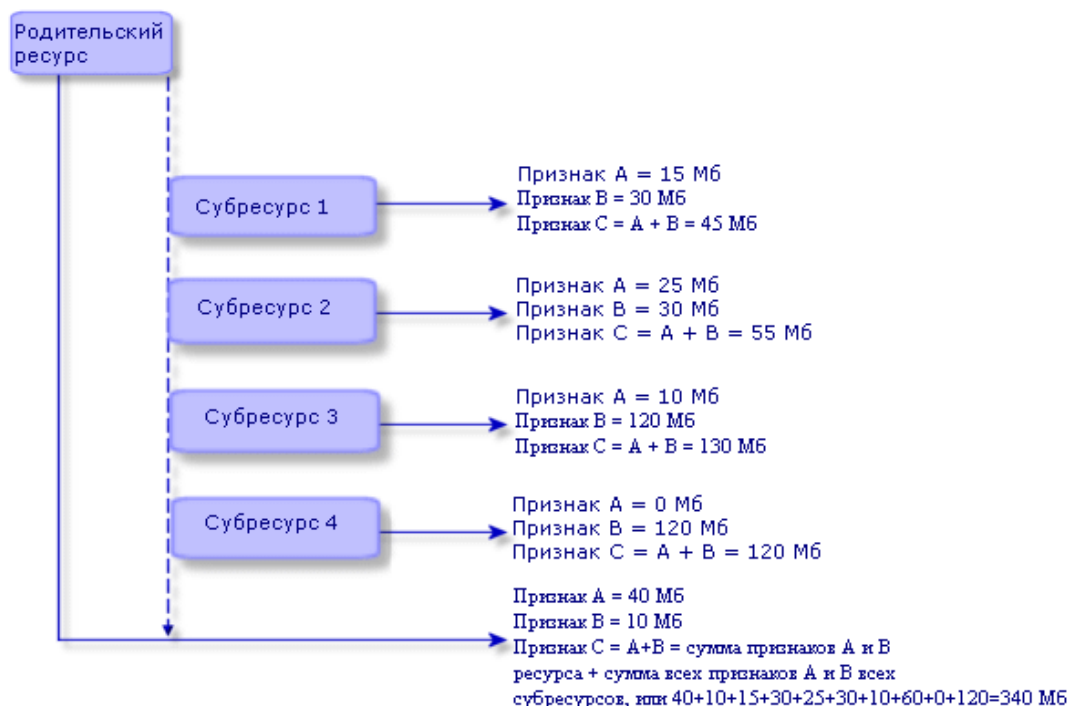 Родительский
ресурс
Субресурс 1
Признак А = 15 Мб
Признак В = 30 Мб
Признак С = А + В = 45 Мб
Субресурс 2
Признак А = 25 Мб
Признак В = 30 Мб
Признак С = А + В = 55 Мб
Субресурс 3
Признак А = 10 Мб
Признак В = 120 Мб
Признак С = А + В = 130 Мб
Субресурс 4
Признак А = 0 Мб
Признак В = 120 Мб
Признак С = А + В = 120 Мб
Признак А = 40 Мб
Признак В = 10 Мб
Признак С = А+В = сумма признаков А и В
ресурса + сумма всех признаков А и В всех
субресурсов, или 40+10+15+30+25+30+10+60+0+120=340 Мб